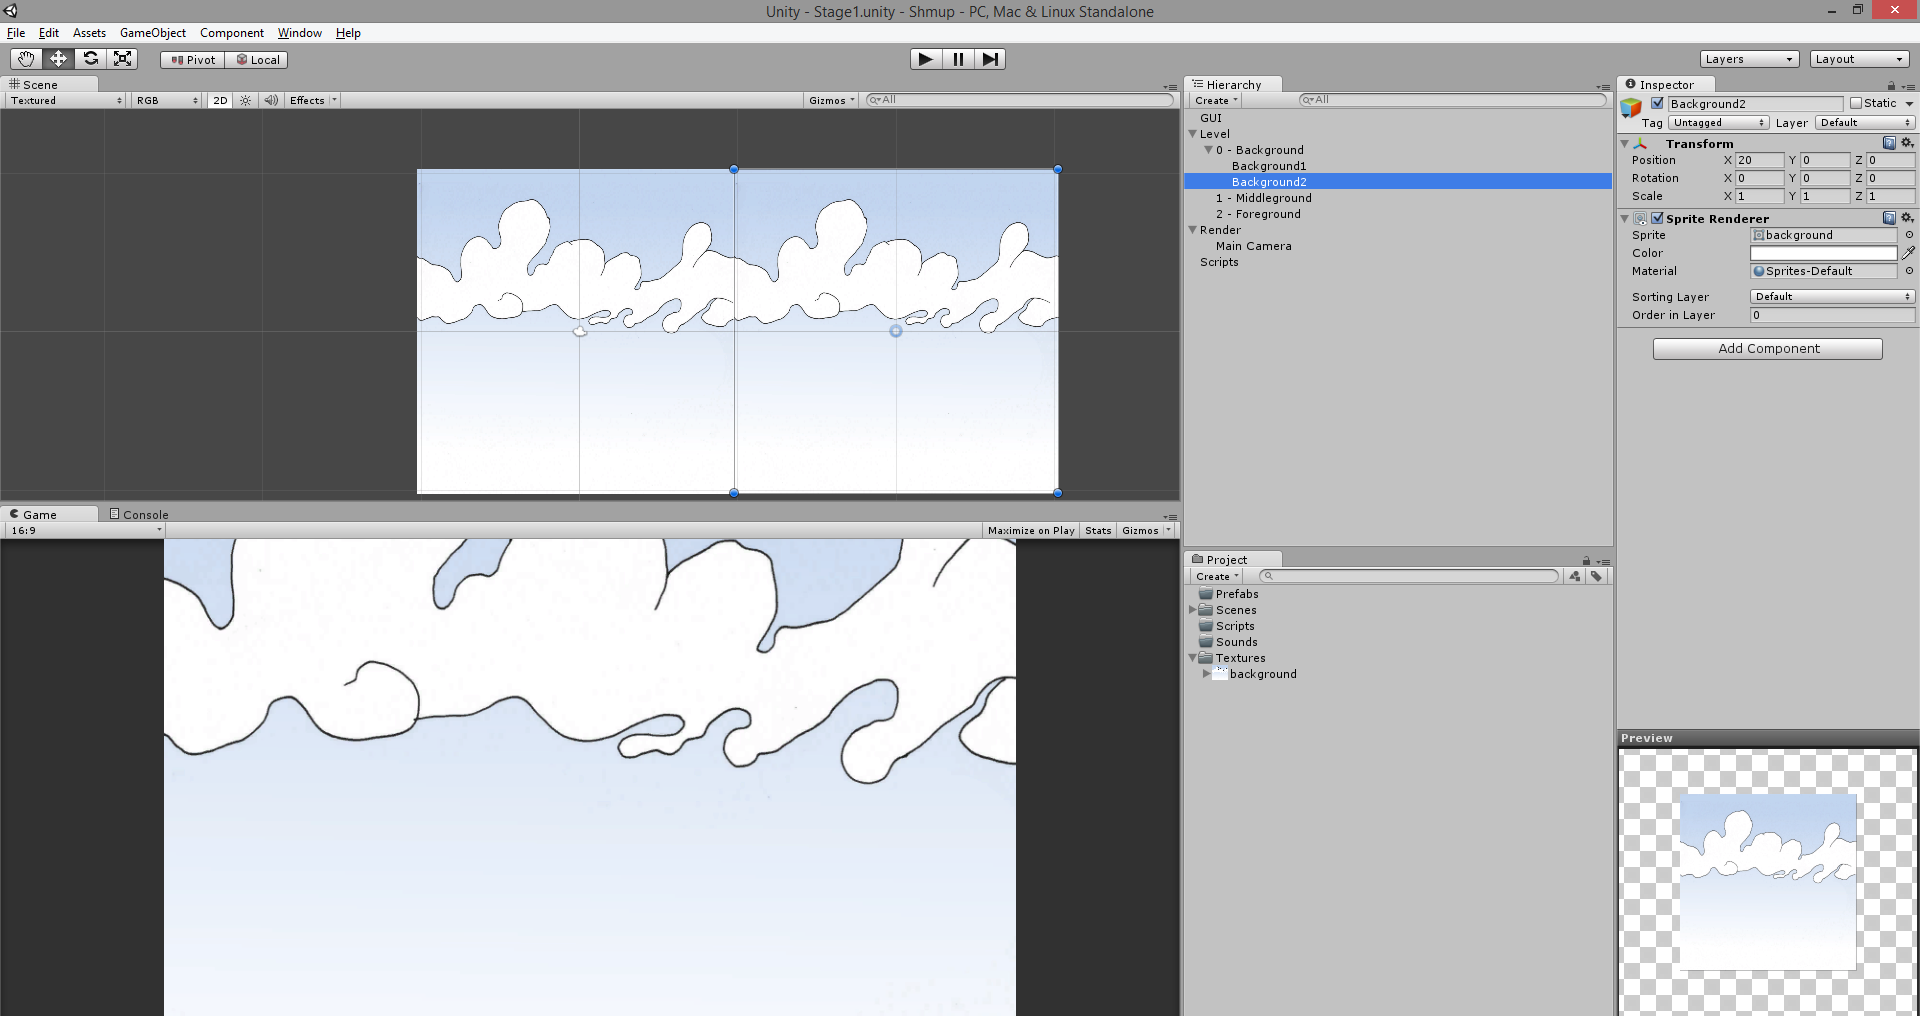 Unity - Stage1.unity - Shmup - PC, Mac & Linux Standalone
File Edit Assets GameObject Component Window Help
Pivot Local Layers Layout
Scene
Textured RGB 2D Effects Gizmos All
Hierarchy
Create All
GUI
Level
0 - Background
Background1
Background2
1 - Middleground
2 - Foreground
Render
Main Camera
Scripts
Inspector
Background2 Static
Tag Untagged Layer Default
Transform
Position X 20 Y 0 Z 0
Rotation X 0 Y 0 Z 0
Scale X 1 Y 1 Z 1
Sprite Renderer
Sprite background
Color
Material Sprites-Default
Sorting Layer Default
Order in Layer 0
Add Component
Game Console
16:9 Maximize on Play Stats Gizmos
Project
Create
Prefabs
Scenes
Scripts
Sounds
Textures
background
Preview